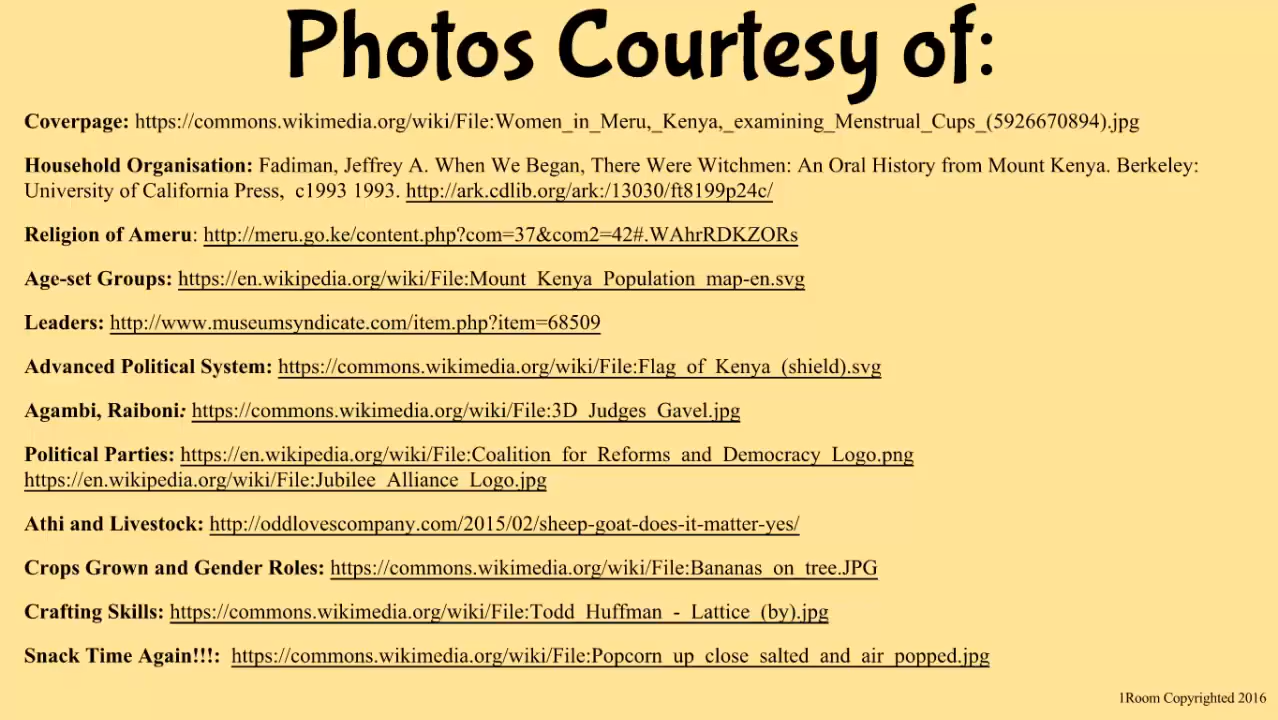 Photos Courtesy of:
Coverpage: https://commons.wikimedia.org/wiki/File:Women_in_Meru,_Kenya,_examining_Menstrual_Cups_(5926670894).jpg
Household Organisation: Fadiman, Jeffrey A. When We Began, There Were Witchmen: An Oral History from Mount Kenya. Berkeley:
University of California Press,  c1993 1993. http://ark.cdlib.org/ark:/13030/ft8199p24c/
Religion of Ameru: http://meru.go.ke/content.php?com=37&com2=42#.WAhrRDKZORs
Age-set Groups: https://en.wikipedia.org/wiki/File:Mount_Kenya_Population_map-en.svg
Leaders: http://www.museumsyndicate.com/item.php?item=68509
Advanced Political System: https://commons.wikimedia.org/wiki/File:Flag_of_Kenya_(shield).svg
Agambi, Raiboni: https://commons.wikimedia.org/wiki/File:3D_Judges_Gavel.jpg
Political Parties: https://en.wikipedia.org/wiki/File:Coalition_for_Reforms_and_Democracy_Logo.png
https://en.wikipedia.org/wiki/File:Jubilee_Alliance_Logo.jpg
Athi and Livestock: http://oddlovescompany.com/2015/02/sheep-goat-does-it-matter-yes/
Crops Grown and Gender Roles: https://commons.wikimedia.org/wiki/File:Bananas_on_tree.JPG
Crafting Skills: https://commons.wikimedia.org/wiki/File:Todd_Huffman_-_Lattice_(by).jpg
Snack Time Again!!!:  https://commons.wikimedia.org/wiki/File:Popcorn_up_close_salted_and_air_popped.jpg
1Room Copyrighted 2016